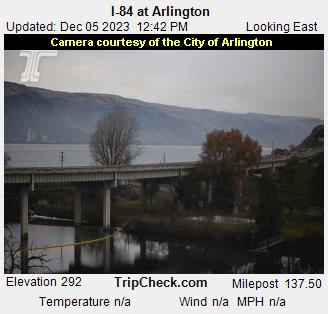 I-84 at Arlington
Updated: Dec 05 2023 12:42 PM Looking East
Camera courtesy of the City of Arlington
Elevation 292 TripCheck.com Milepost 137.50
Temperature n/a Wind n/a MPH n/a